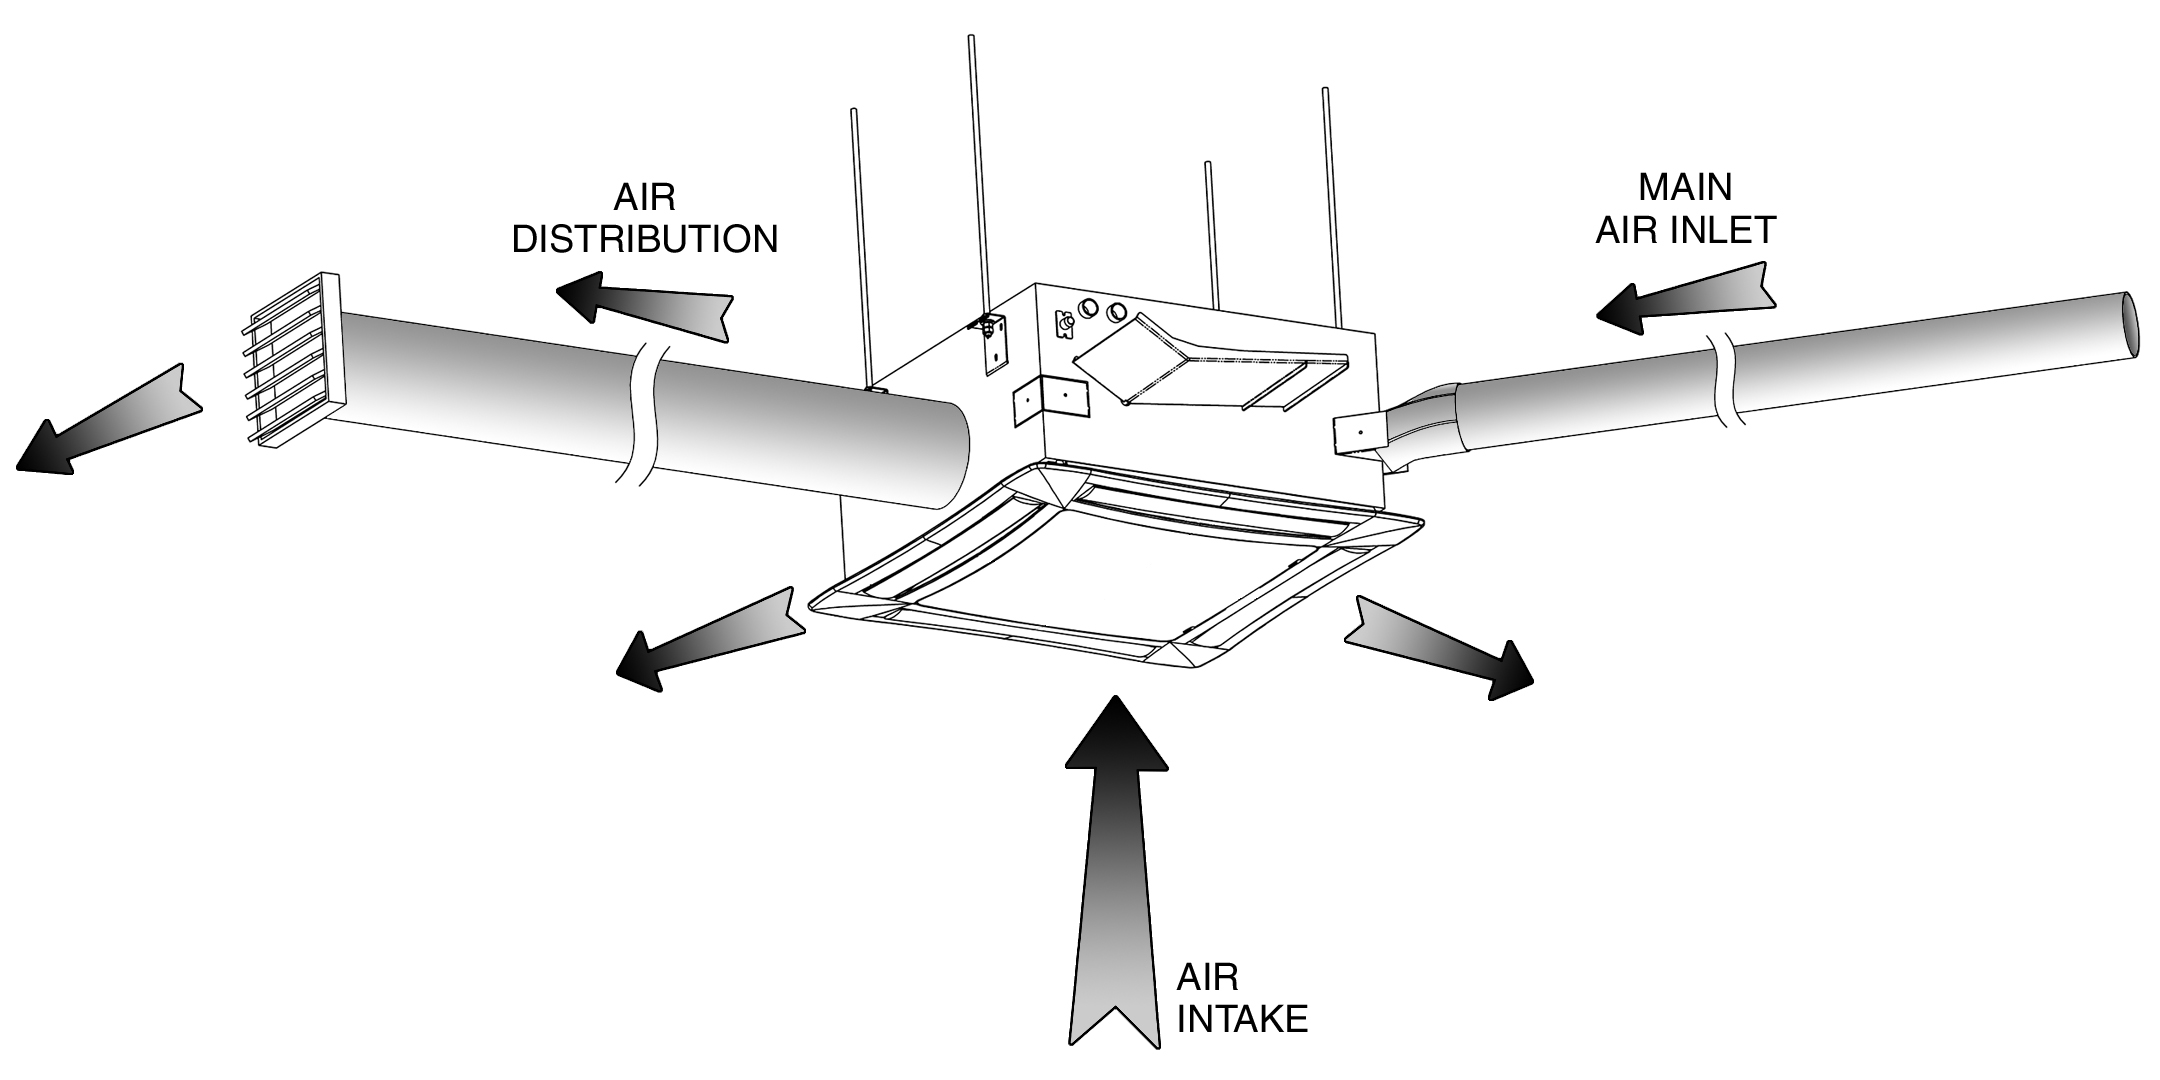 AIR
DISTRIBUTION
MAIN
AIR INLET
AIR
INTAKE